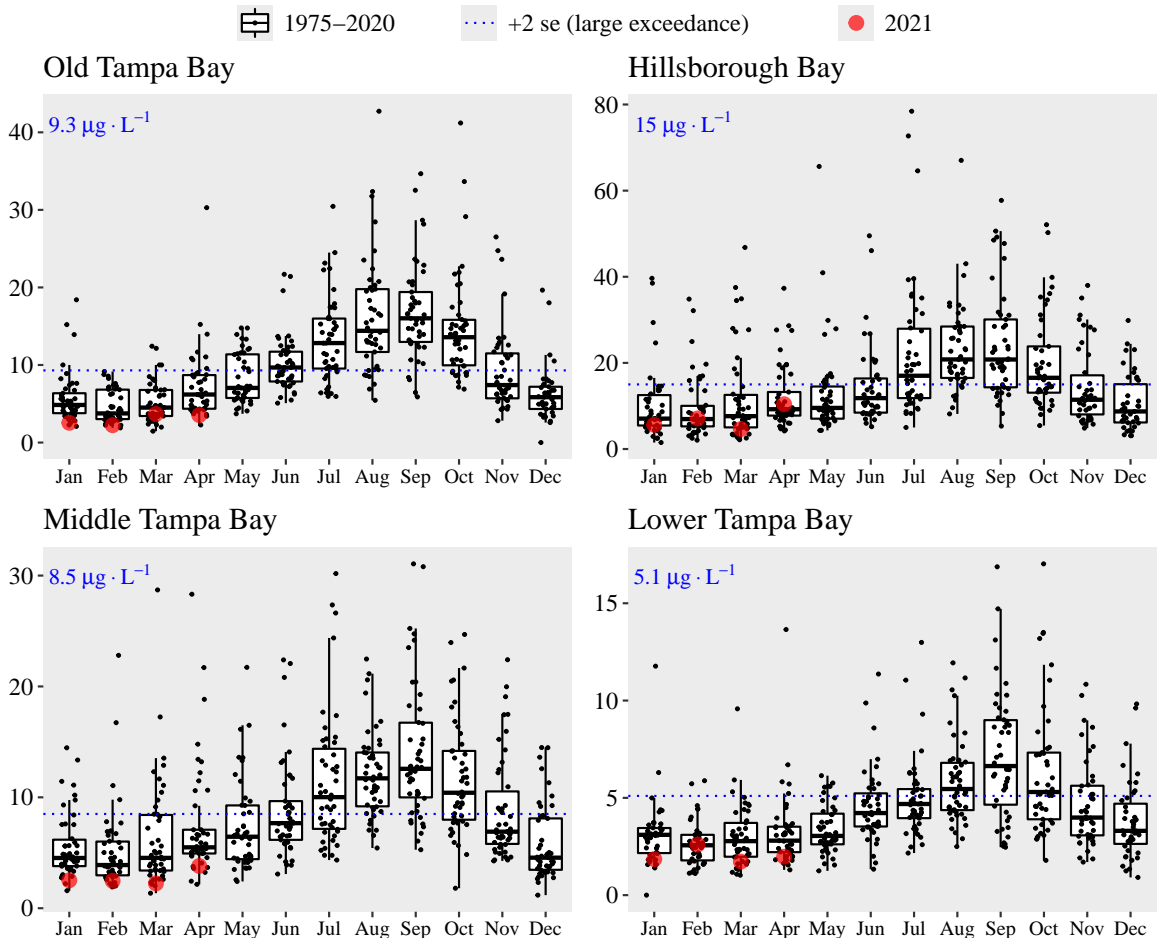 1975–2020 +2 se (large exceedance) 2021
Old Tampa Bay
9.3 μg · L⁻¹
40
30
20
10
0
Jan Feb Mar Apr May Jun Jul Aug Sep Oct Nov Dec
Hillsborough Bay
15 μg · L⁻¹
80
60
40
20
0
Jan Feb Mar Apr May Jun Jul Aug Sep Oct Nov Dec
Middle Tampa Bay
8.5 μg · L⁻¹
30
20
10
0
Jan Feb Mar Apr May Jun Jul Aug Sep Oct Nov Dec
Lower Tampa Bay
5.1 μg · L⁻¹
15
10
5
0
Jan Feb Mar Apr May Jun Jul Aug Sep Oct Nov Dec